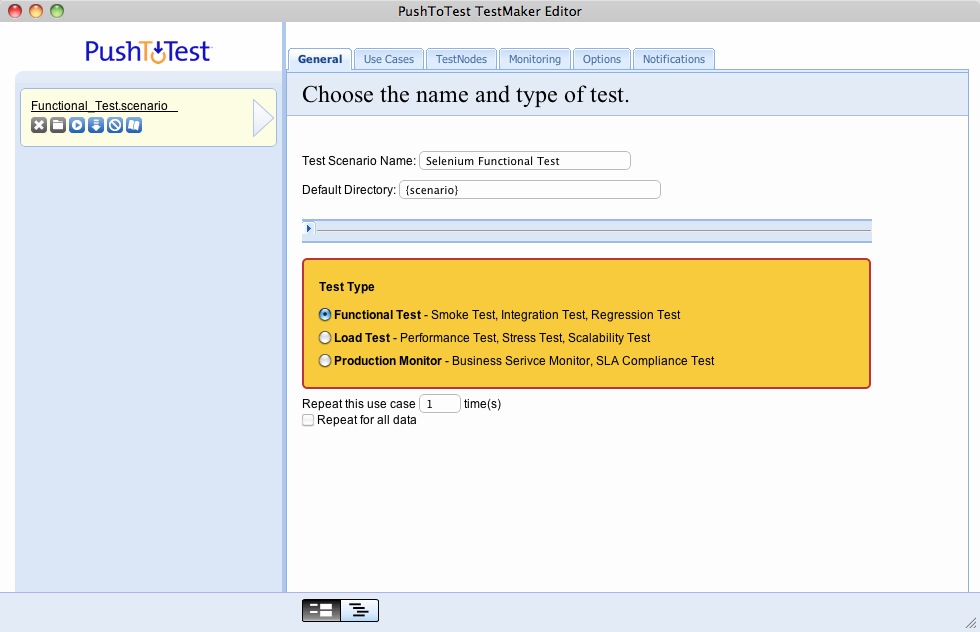 PushToTest TestMaker Editor
PushToTest
Functional_Test.scenario
General Use Cases TestNodes Monitoring Options Notifications
Choose the name and type of test.
Test Scenario Name: Selenium Functional Test
Default Directory: {scenario}
Test Type
Functional Test - Smoke Test, Integration Test, Regression Test
Load Test - Performance Test, Stress Test, Scalability Test
Production Monitor - Business Serivce Monitor, SLA Compliance Test
Repeat this use case 1 time(s)
Repeat for all data